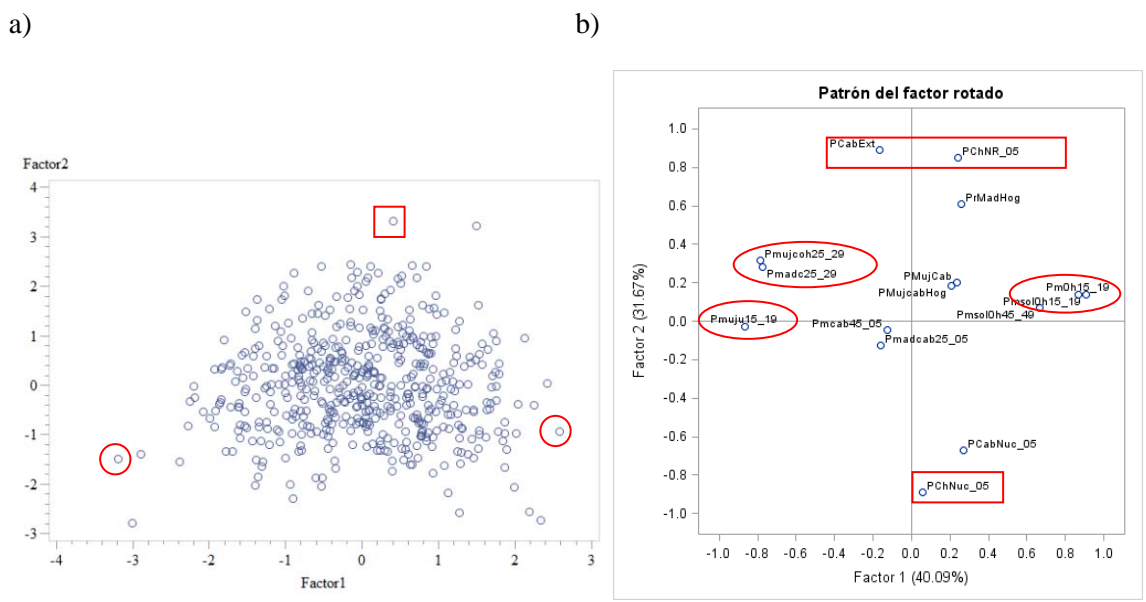 a)
b)
Factor2
4
3
2
1
0
-1
-2
-3
-4
-3
-2
-1
0
1
2
3
Factor1
Patrón del factor rotado
Factor 2 (31.67%)
1.0
0.8
0.6
0.4
0.2
0.0
-0.2
-0.4
-0.6
-0.8
-1.0
PCabExt
PChNR_05
PrMadHog
Pmujcoh25_29
Pmadc25_29
PMujCab
PMujcabHog
Pm0h15_19
Pmsol0h15_19
Pmsol0h45_49
Pmuju15_19
Pmcab45_05
Pmadcab25_05
PCabNuc_05
PChNuc_05
-1.0 -0.8 -0.6 -0.4 -0.2 0.0 0.2 0.4 0.6 0.8 1.0
Factor 1 (40.09%)